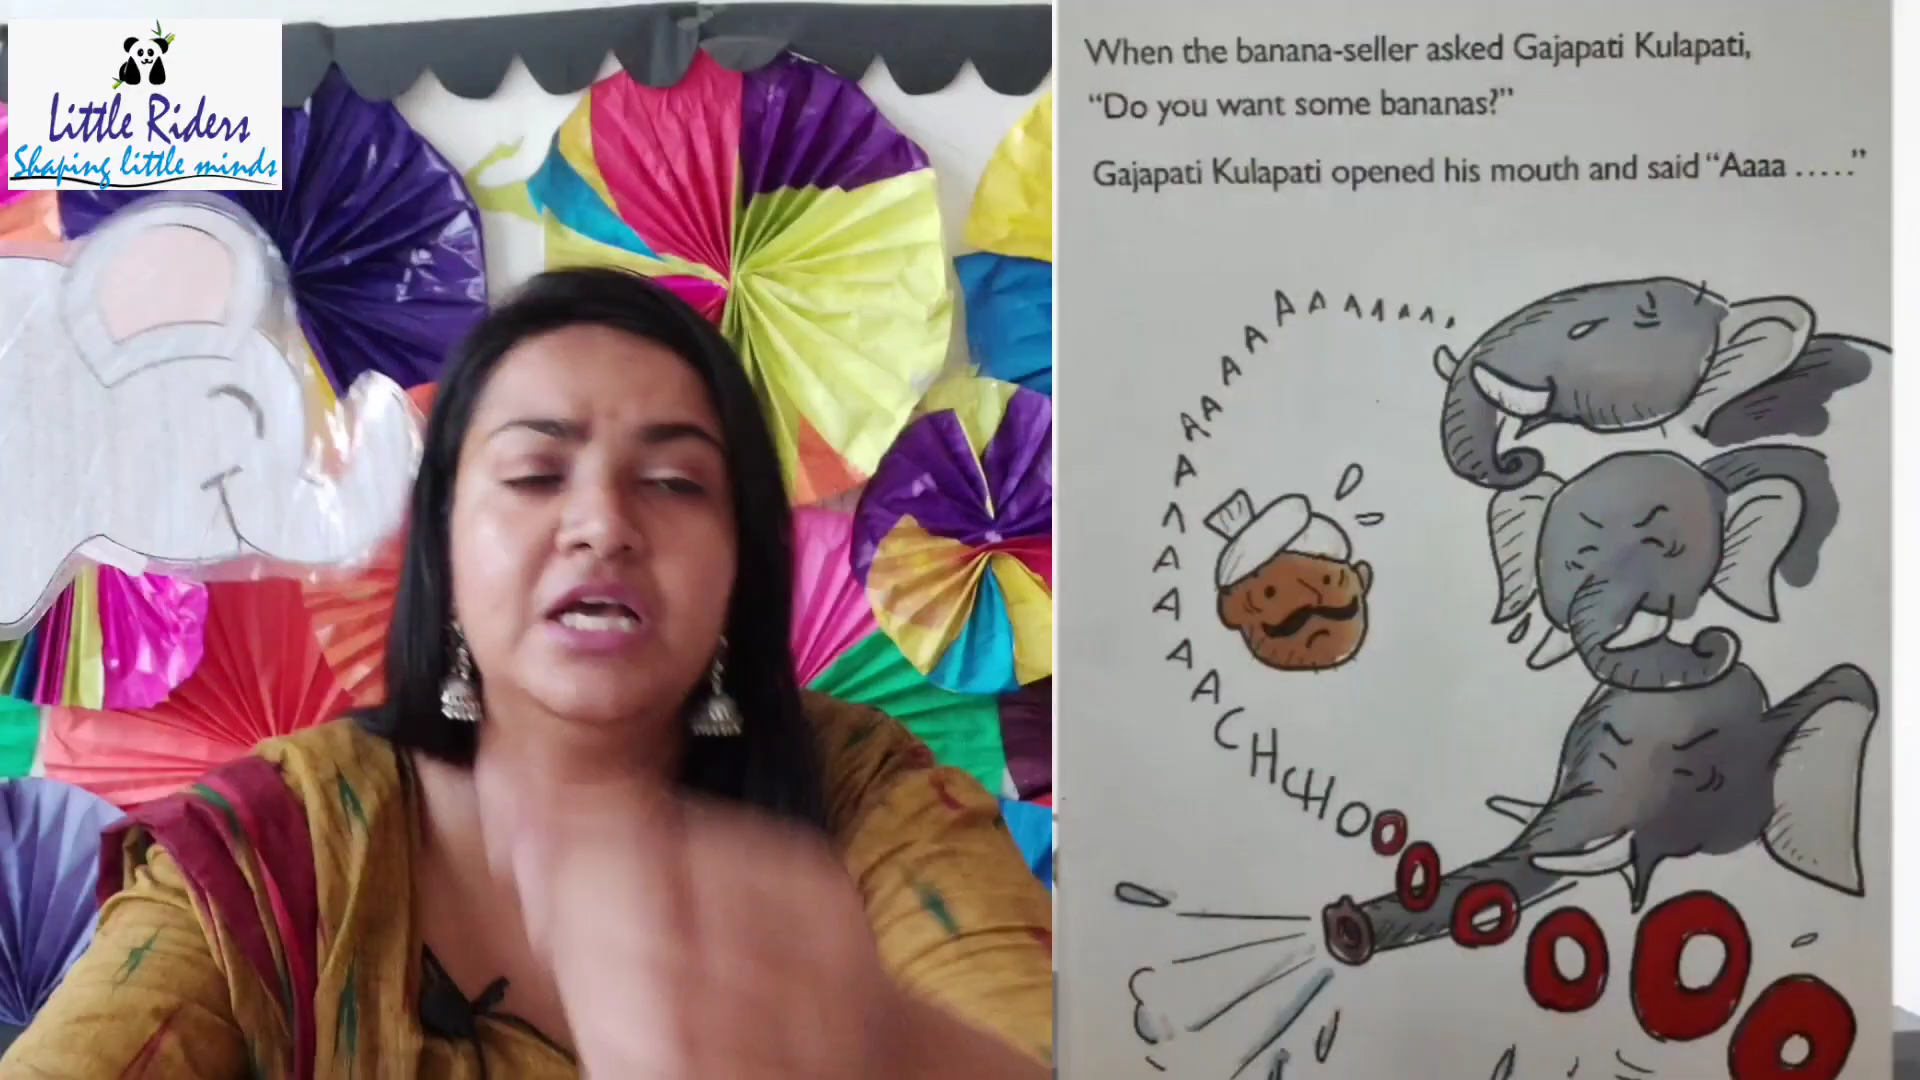 Little Riders
Shaping little minds
When the banana-seller asked Gajapati Kulapati,
“Do you want some bananas?”
Gajapati Kulapati opened his mouth and said “Aaaa .....”
AAAAAAAAAAAAAAAAAAAAACHCHHOOOOOOOO